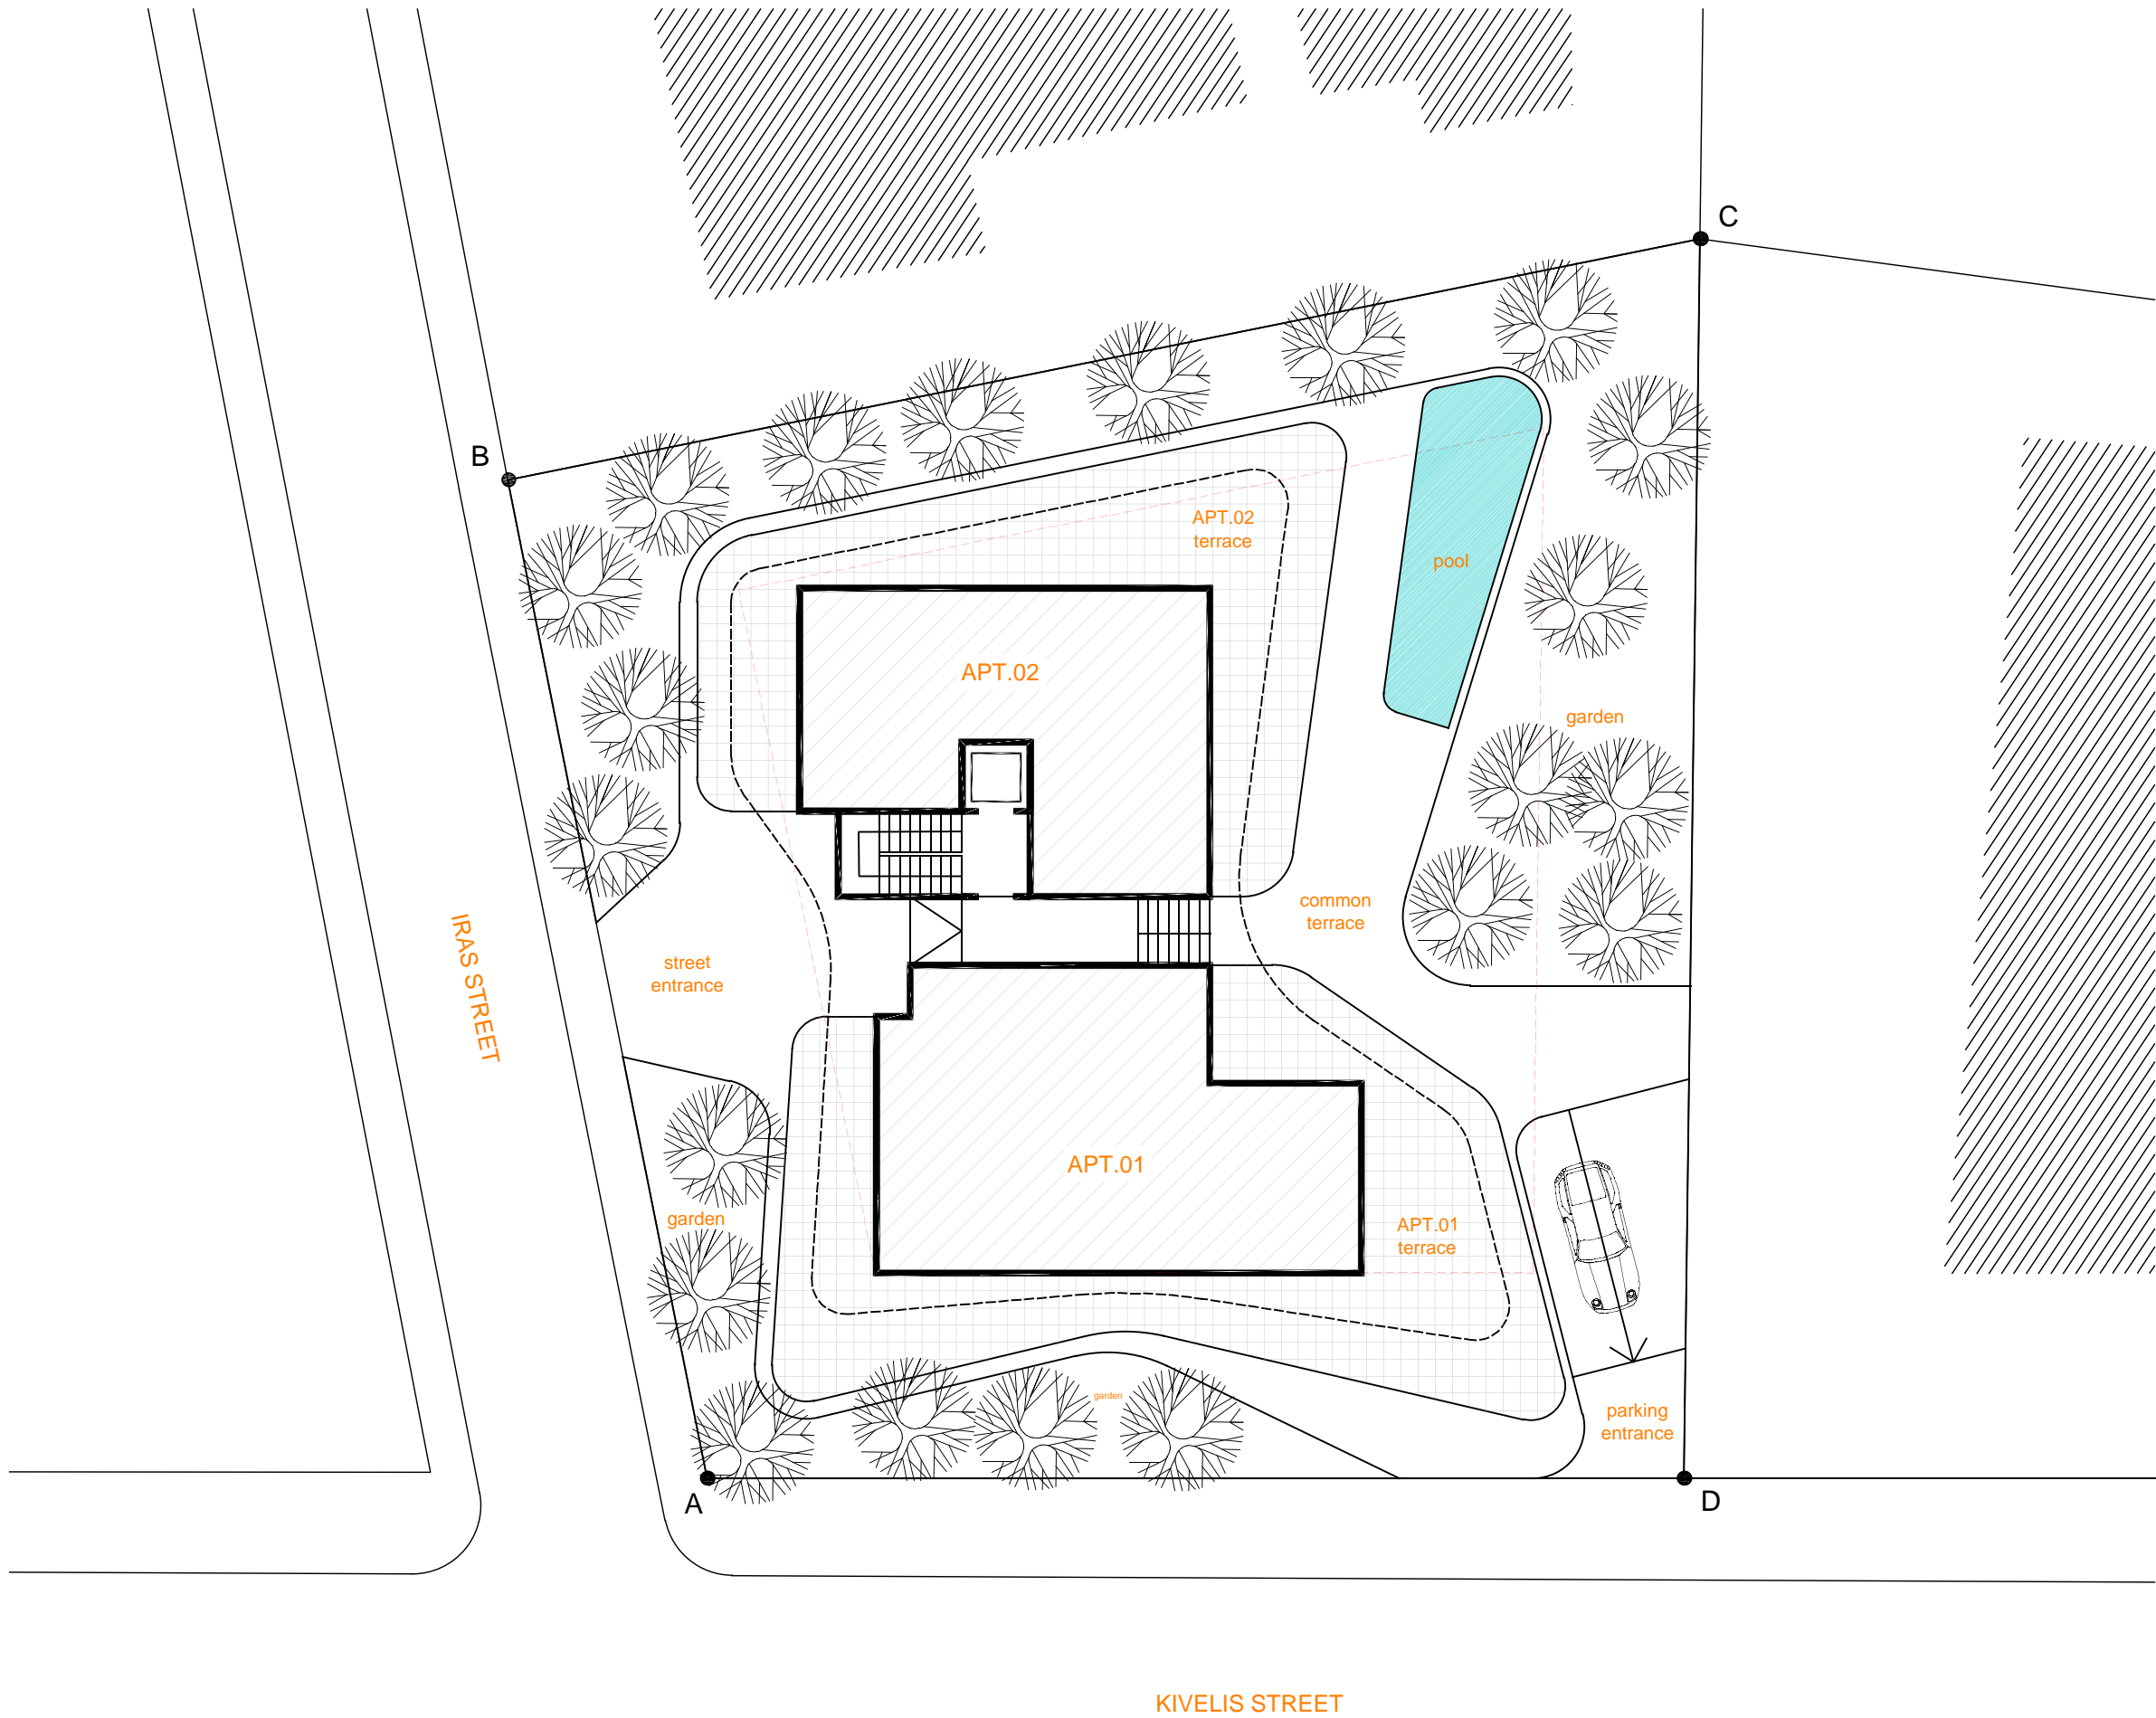 C
B
APT.02
terrace
pool
APT.02
garden
common
terrace
IRAS STREET
street
entrance
APT.01
garden
APT.01
terrace
garden
parking
entrance
A
D
KIVELIS STREET